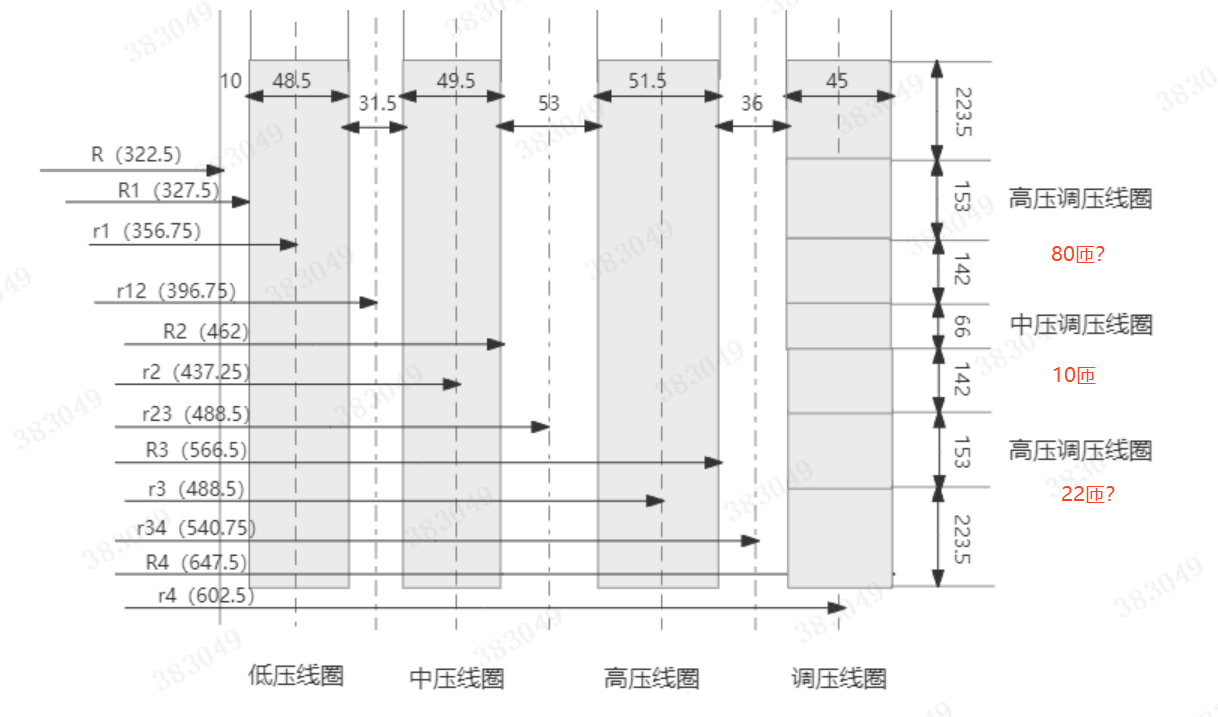 10
48.5
49.5
51.5
45
31.5
53
36
223.5
R（322.5）
R1（327.5）
153
高压调压线圈
r1（356.75）
80匝?
142
r12（396.75）
66
中压调压线圈
R2（462）
r2（437.25）
142
10匝
r23（488.5）
R3（566.5）
153
高压调压线圈
r3（488.5）
22匝?
r34（540.75）
223.5
R4（647.5）
r4（602.5）
低压线圈
中压线圈
高压线圈
调压线圈
383049